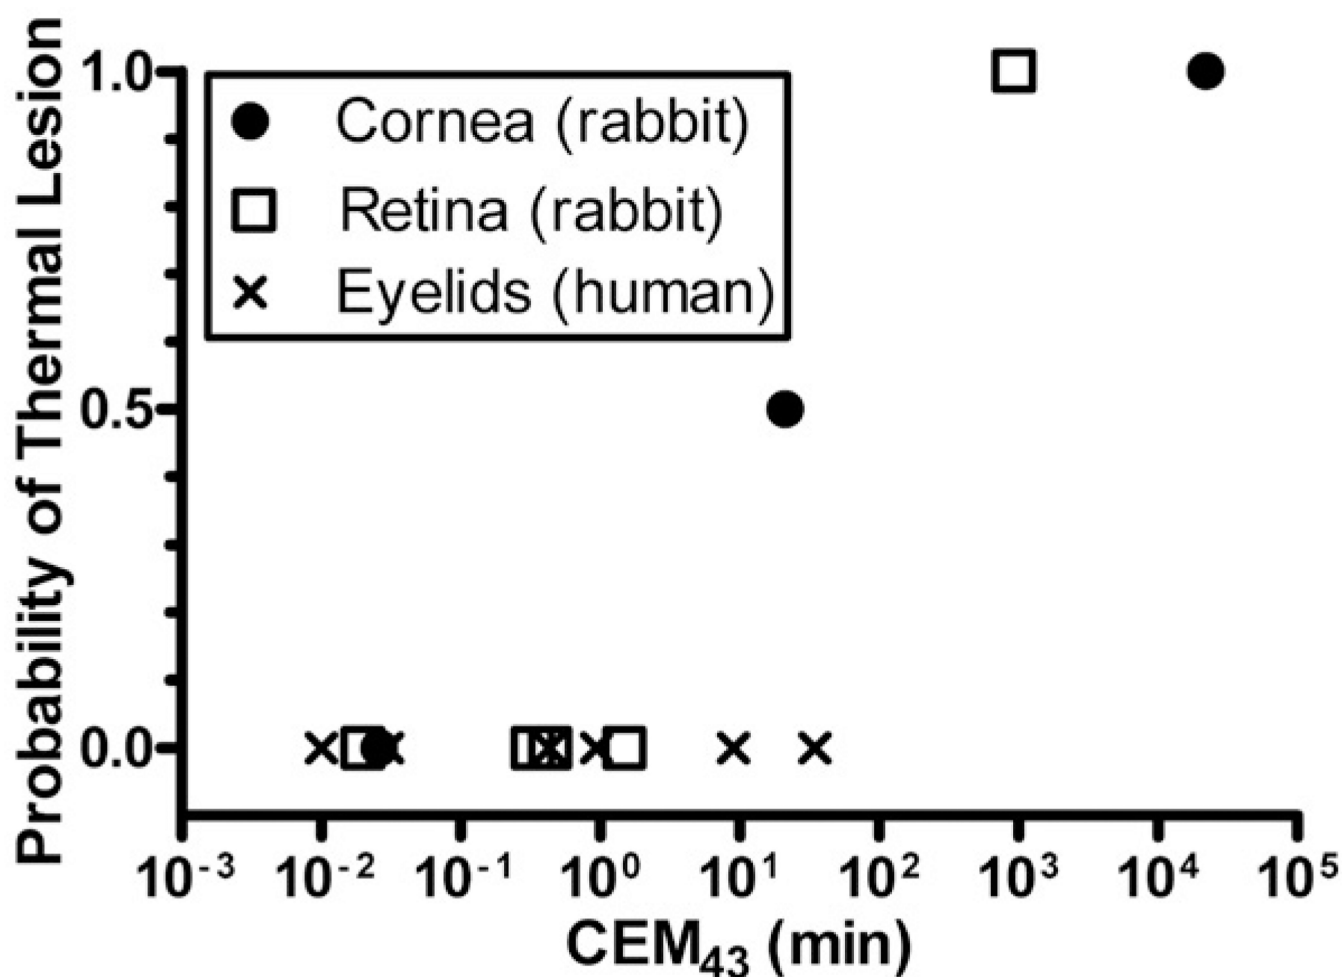 Probability of Thermal Lesion
1.0
0.5
0.0
Cornea (rabbit)
Retina (rabbit)
Eyelids (human)
10⁻³ 10⁻² 10⁻¹ 10⁰ 10¹ 10² 10³ 10⁴ 10⁵
CEM₄₃ (min)